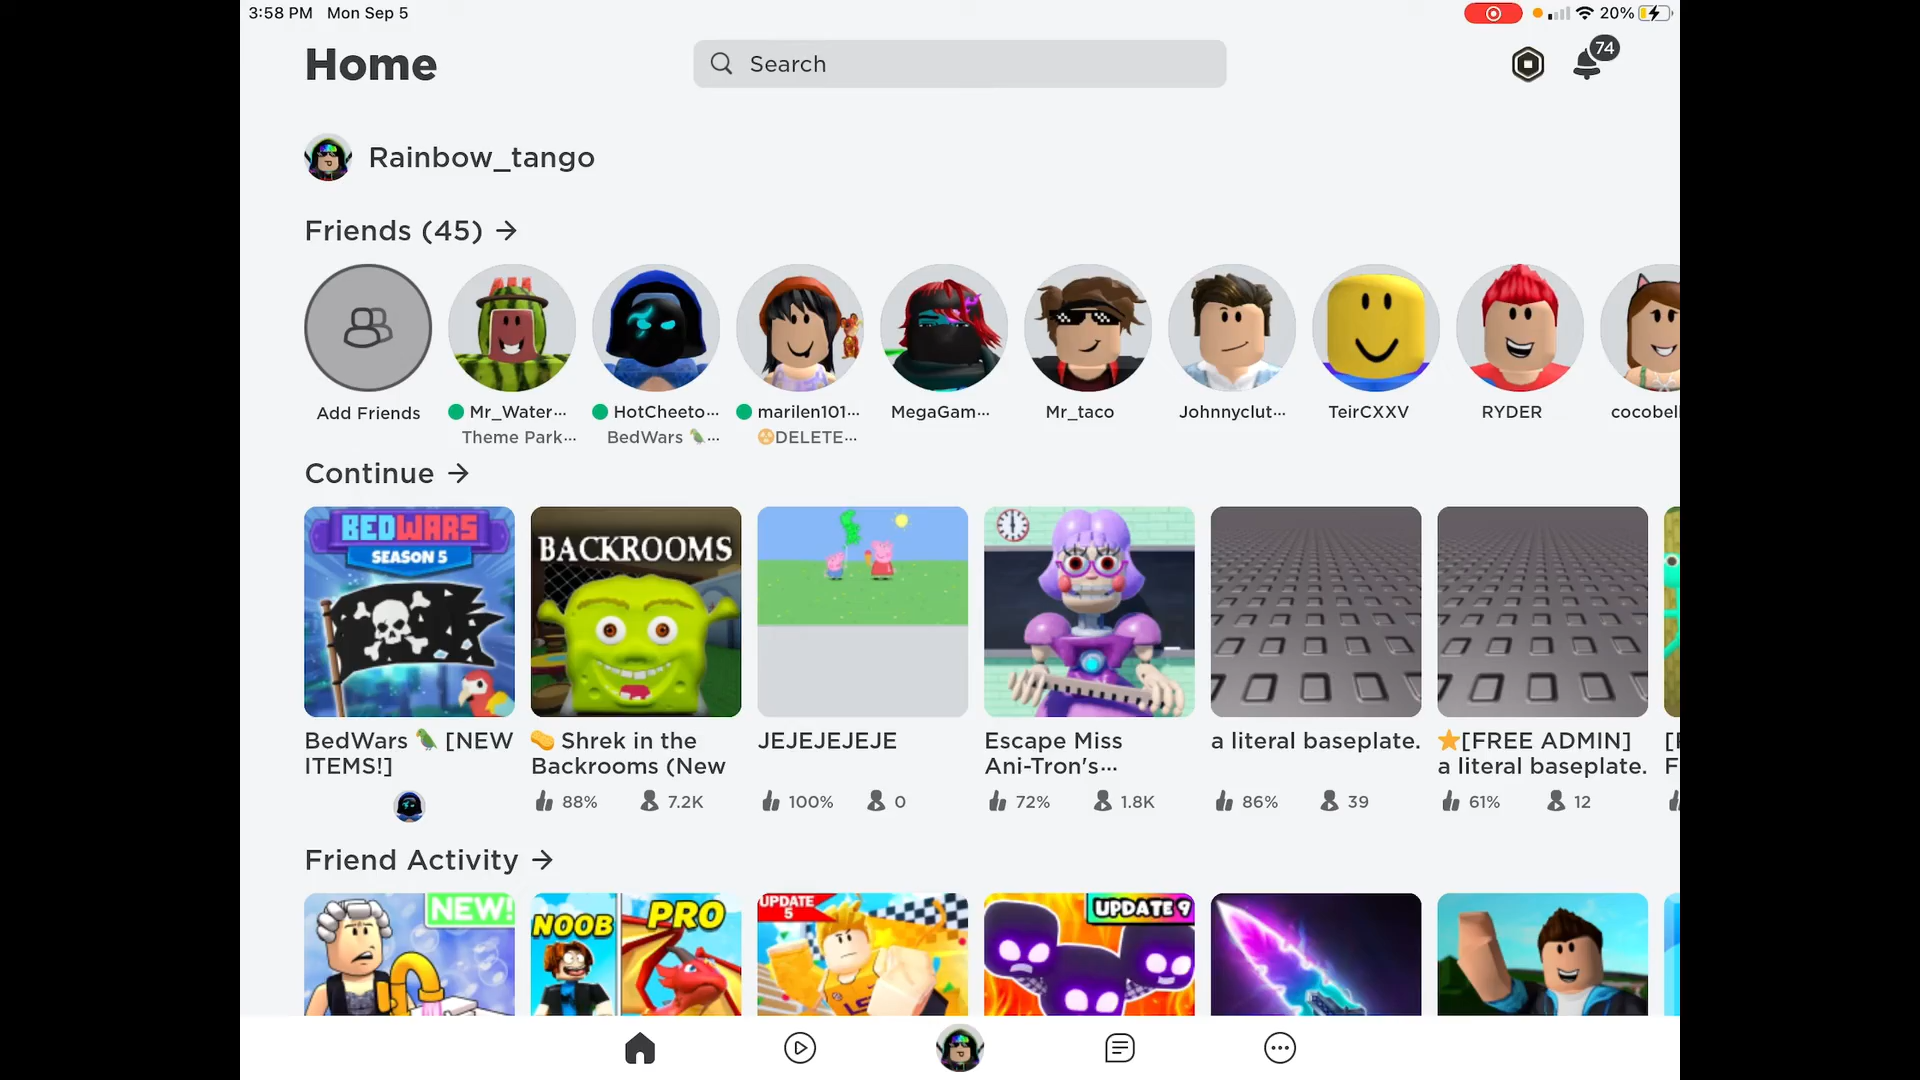 3:58 PM Mon Sep 5
20%
Home
Search
74
Rainbow_tango
Friends (45) →
Add Friends
Mr_Water...
HotCheeto...
marilen101...
MegaGam...
Mr_taco
Johnnyclut...
TeirCXXV
RYDER
cocobel
Theme Park...
BedWars 🦜...
DELETE...
Continue →
BEDWARS
SEASON 5
BACKROOMS
BedWars 🦜 [NEW
ITEMS!]
Shrek in the
Backrooms (New
88%
7.2K
JEJEJEJEJE
100%
0
Escape Miss
Ani-Tron's...
72%
1.8K
a literal baseplate.
86%
39
⭐[FREE ADMIN]
a literal baseplate.
61%
12
Friend Activity →
NEW!
NOOB
PRO
UPDATE
5
UPDATE 9